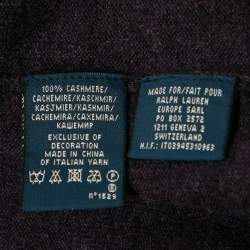 100% CASHMERE/
CACHEMIRE/KASCHMIR/
KASJMIER/KASHMIR/
CACHEMIRA/CAXEMIRA/
КАШЕМИР
EXCLUSIVE OF
DECORATION
MADE IN CHINA
OF ITALIAN YARN
n°1529
MADE FOR/FAIT POUR
RALPH LAUREN
EUROPE SARL
PO BOX 2572
1211 GENEVA 2
SWITZERLAND
N.I.F.: IT03945310963